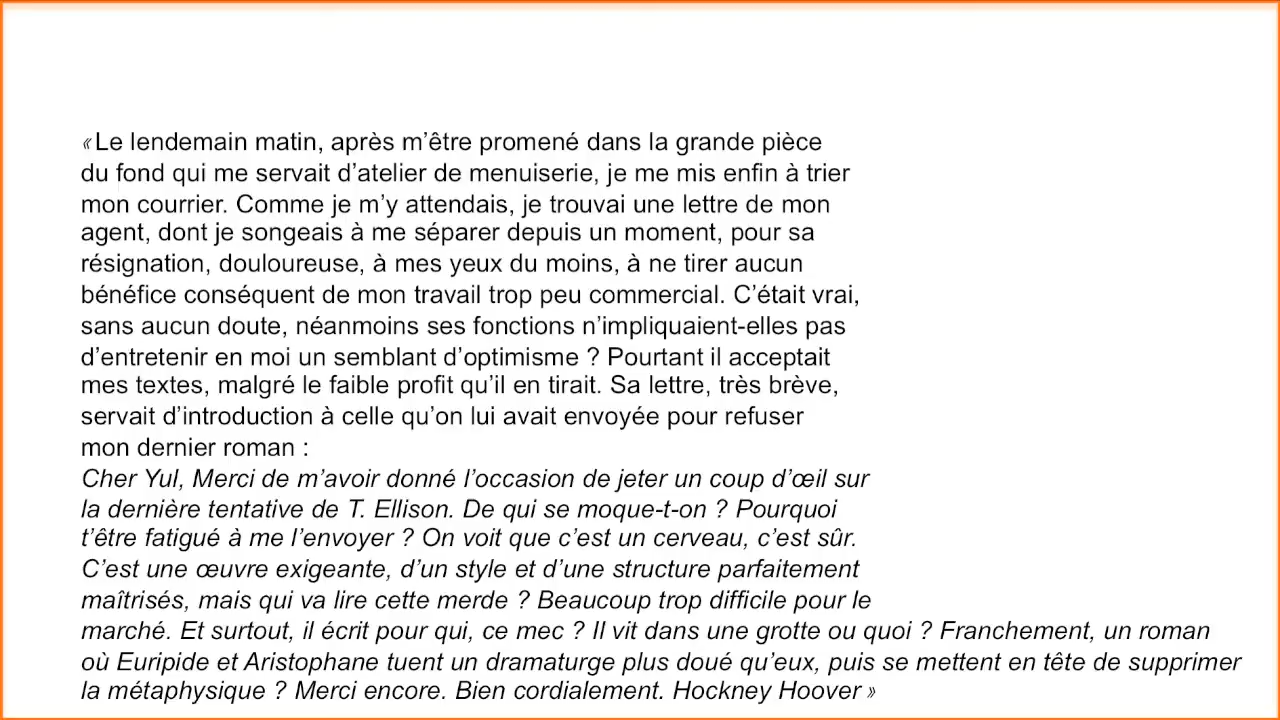 «Le lendemain matin, après m’être promené dans la grande pièce
du fond qui me servait d’atelier de menuiserie, je me mis enfin à trier
mon courrier. Comme je m’y attendais, je trouvai une lettre de mon
agent, dont je songeais à me séparer depuis un moment, pour sa
résignation, douloureuse, à mes yeux du moins, à ne tirer aucun
bénéfice conséquent de mon travail trop peu commercial. C’était vrai,
sans aucun doute, néanmoins ses fonctions n’impliquaient-elles pas
d’entretenir en moi un semblant d’optimisme ? Pourtant il acceptait
mes textes, malgré le faible profit qu’il en tirait. Sa lettre, très brève,
servait d’introduction à celle qu’on lui avait envoyée pour refuser
mon dernier roman :
Cher Yul, Merci de m’avoir donné l’occasion de jeter un coup d’œil sur
la dernière tentative de T. Ellison. De qui se moque-t-on ? Pourquoi
t’être fatigué à me l’envoyer ? On voit que c’est un cerveau, c’est sûr.
C’est une œuvre exigeante, d’un style et d’une structure parfaitement
maîtrisés, mais qui va lire cette merde ? Beaucoup trop difficile pour le
marché. Et surtout, il écrit pour qui, ce mec ? Il vit dans une grotte ou quoi ? Franchement, un roman
où Euripide et Aristophane tuent un dramaturge plus doué qu’eux, puis se mettent en tête de supprimer
la métaphysique ? Merci encore. Bien cordialement. Hockney Hoover»